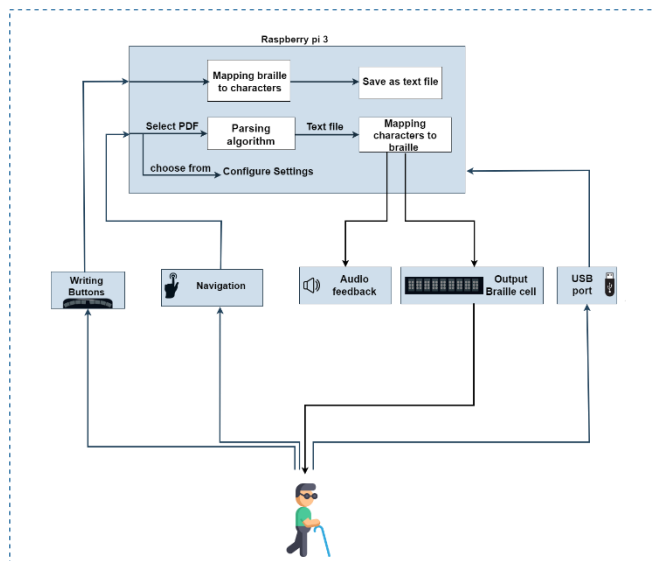 Raspberry pi 3
Mapping braille
to characters
Save as text file
Select PDF
Parsing
algorithm
Text file
Mapping
characters to
braille
choose from
Configure Settings
Writing
Buttons
Navigation
Audio
feedback
Output
Braille cell
USB
port